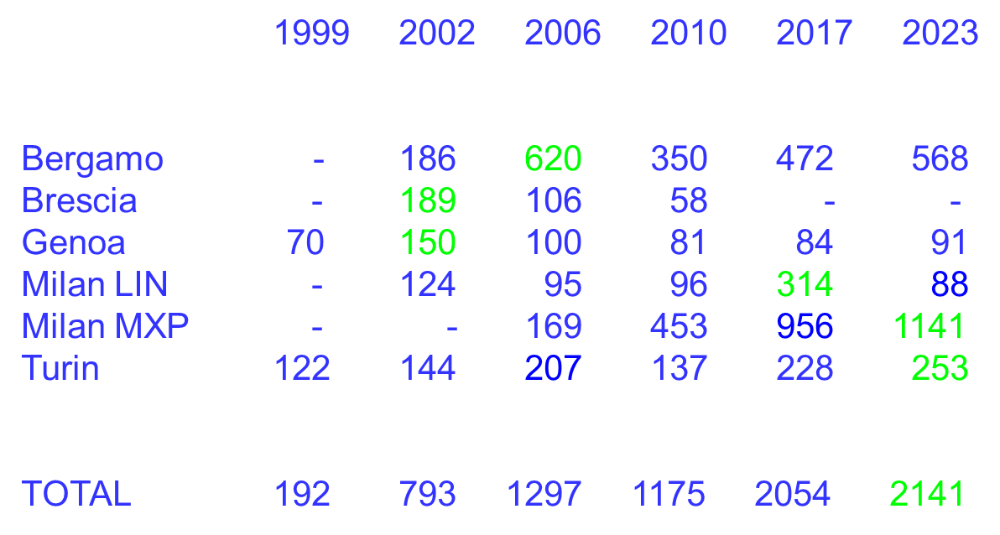 1999 2002 2006 2010 2017 2023
Bergamo - 186 620 350 472 568
Brescia - 189 106 58 - -
Genoa 70 150 100 81 84 91
Milan LIN - 124 95 96 314 88
Milan MXP - - 169 453 956 1141
Turin 122 144 207 137 228 253
TOTAL 192 793 1297 1175 2054 2141